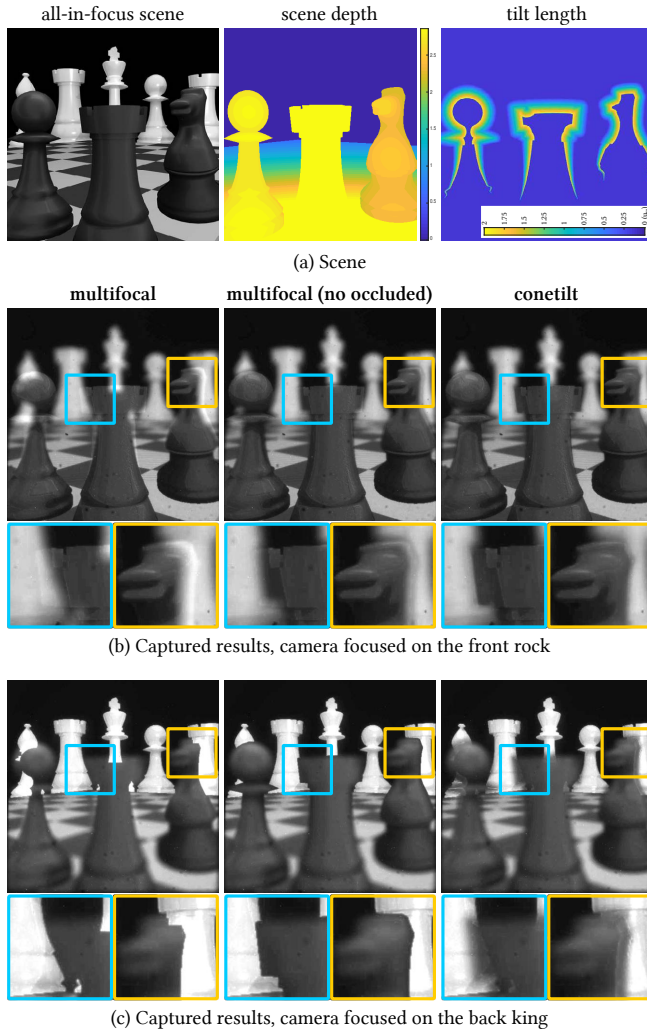 all-in-focus scene scene depth tilt length
2.5
2
1.5
1
0.5
0
2
1.75
1.5
1.25
1
0.75
0.5
0.25
(a) Scene
multifocal multifocal (no occluded) conetilt
(b) Captured results, camera focused on the front rock
(c) Captured results, camera focused on the back king